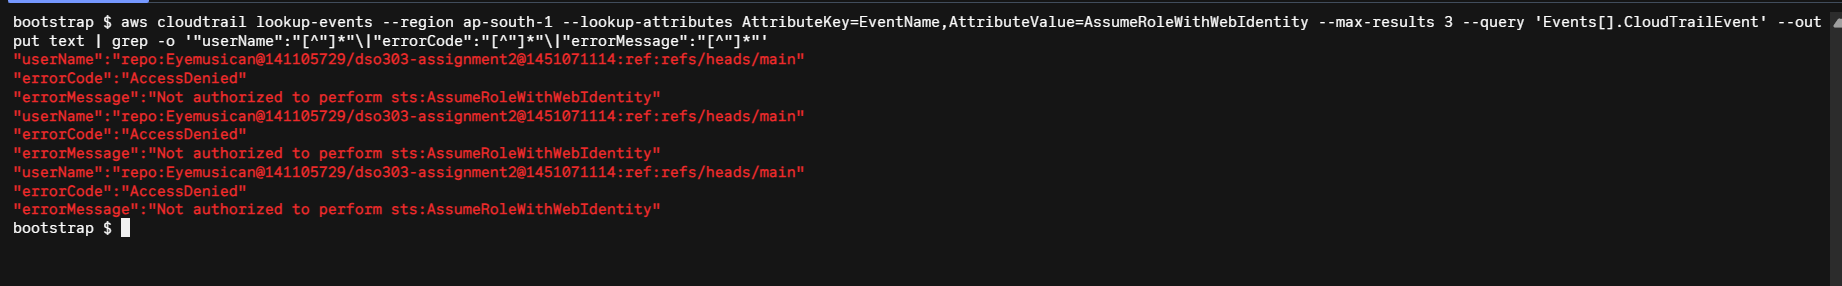 bootstrap $ aws cloudtrail lookup-events --region ap-south-1 --lookup-attributes AttributeKey=EventName,AttributeValue=AssumeRoleWithWebIdentity --max-results 3 --query 'Events[].CloudTrailEvent' --out
put text | grep -o '"userName":"[^"]*"\|"errorCode":"[^"]*"\|"errorMessage":"[^"]*"'
"userName":"repo:Eyemusican@141105729/dso303-assignment2@1451071114:ref:refs/heads/main"
"errorCode":"AccessDenied"
"errorMessage":"Not authorized to perform sts:AssumeRoleWithWebIdentity"
"userName":"repo:Eyemusican@141105729/dso303-assignment2@1451071114:ref:refs/heads/main"
"errorCode":"AccessDenied"
"errorMessage":"Not authorized to perform sts:AssumeRoleWithWebIdentity"
"userName":"repo:Eyemusican@141105729/dso303-assignment2@1451071114:ref:refs/heads/main"
"errorCode":"AccessDenied"
"errorMessage":"Not authorized to perform sts:AssumeRoleWithWebIdentity"
bootstrap $